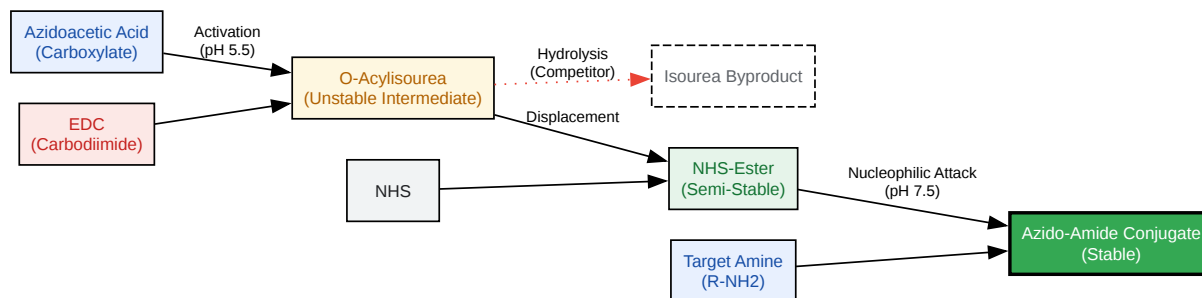 Azidoacetic Acid
(Carboxylate)
Activation
(pH 5.5)
EDC
(Carbodiimide)
O-Acylisourea
(Unstable Intermediate)
Hydrolysis
(Competitor)
Isourea Byproduct
Displacement
NHS
NHS-Ester
(Semi-Stable)
Nucleophilic Attack
(pH 7.5)
Target Amine
(R-NH2)
Azido-Amide Conjugate
(Stable)